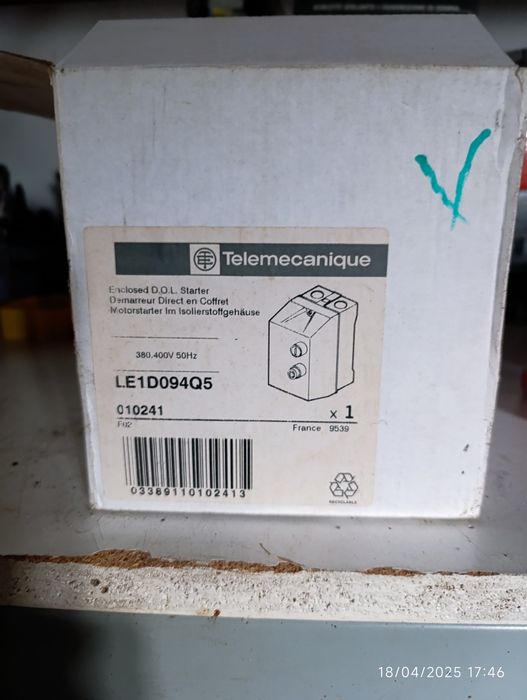 Telemecanique
Enclosed D.O.L. Starter
Demarreur Direct en Coffret
Motorstarter Im Isolierstoffgehäuse
380.400V 50Hz
LE1D094Q5
010241
x 1
F02
France 9539
03389110102413
RECYCLABLE
V
18/04/2025 17:46